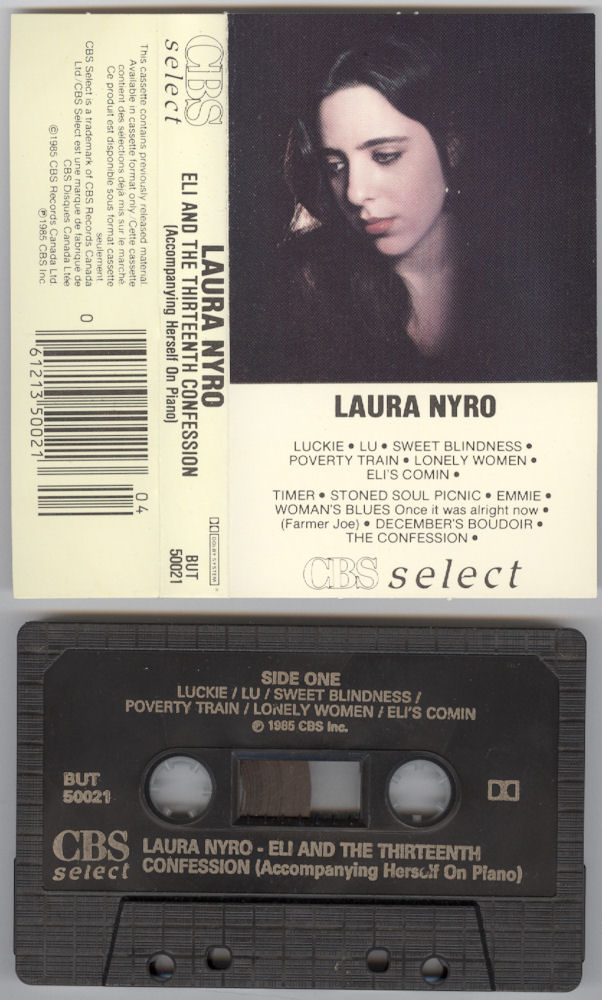 This cassette contains previously released material.
Available in cassette format only./Cette cassette
contient des sélections déjà mis sur le marché
Ce produit est disponible sous format cassette
seulement
CBS Select is a trademark of CBS Records Canada
Ltd./CBS Select est une marque de fabrique de
CBS Disques Canada Ltée
©1985 CBS Records Canada Ltd.
℗1985 CBS Inc.
0
61213 50021
04
CBS
select
LAURA NYRO
ELI AND THE THIRTEENTH CONFESSION
(Accompanying Herself On Piano)
DOLBY SYSTEM
BUT
50021
LAURA NYRO
LUCKIE • LU • SWEET BLINDNESS •
POVERTY TRAIN • LONELY WOMEN •
ELI'S COMIN •
TIMER • STONED SOUL PICNIC • EMMIE •
WOMAN'S BLUES Once it was alright now •
(Farmer Joe) • DECEMBER'S BOUDOIR •
THE CONFESSION •
CBS select
SIDE ONE
LUCKIE / LU / SWEET BLINDNESS /
POVERTY TRAIN / LONELY WOMEN / ELI'S COMIN
℗ 1985 CBS Inc.
BUT
50021
CBS
select
LAURA NYRO - ELI AND THE THIRTEENTH
CONFESSION (Accompanying Herself On Piano)